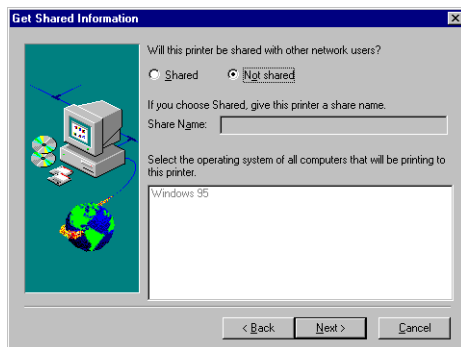 Get Shared Information
Will this printer be shared with other network users?
Shared Not shared
If you choose Shared, give this printer a share name.
Share Name:
Select the operating system of all computers that will be printing to
this printer.
Windows 95
< Back Next > Cancel